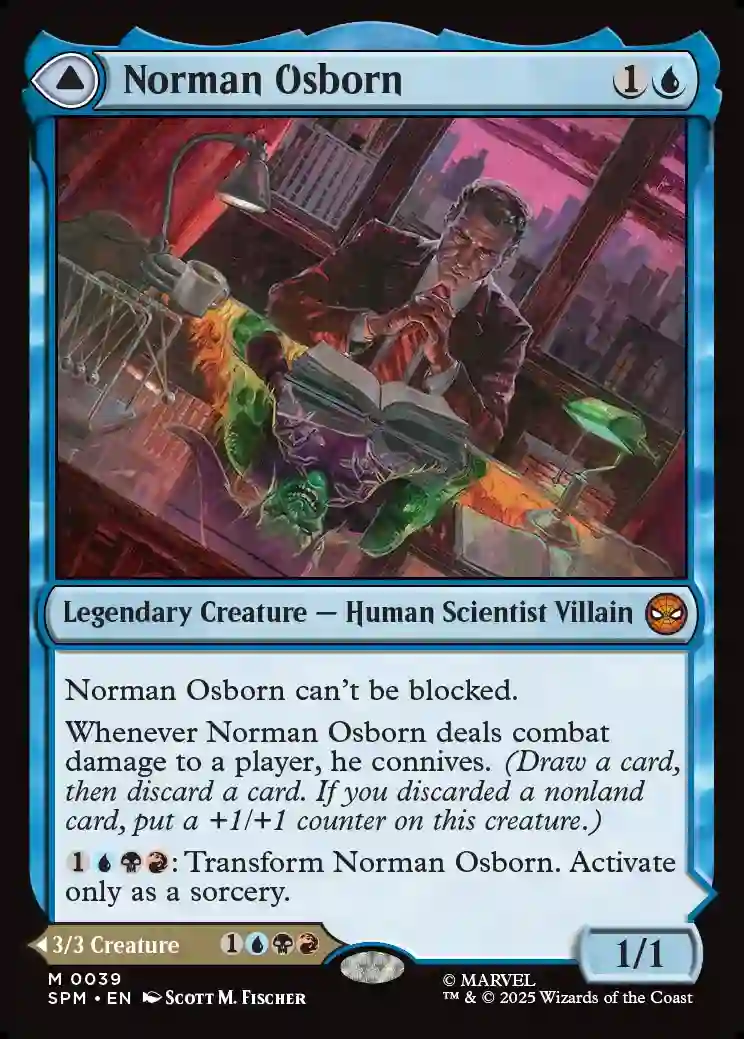 Norman Osborn 1
Legendary Creature — Human Scientist Villain
Norman Osborn can't be blocked.
Whenever Norman Osborn deals combat
damage to a player, he connives. (Draw a card,
then discard a card. If you discarded a nonland
card, put a +1/+1 counter on this creature.)
1 : Transform Norman Osborn. Activate
only as a sorcery.
3/3 Creature 1
1/1
M 0039
SPM • EN Scott M. Fischer
© MARVEL
™ & © 2025 Wizards of the Coast